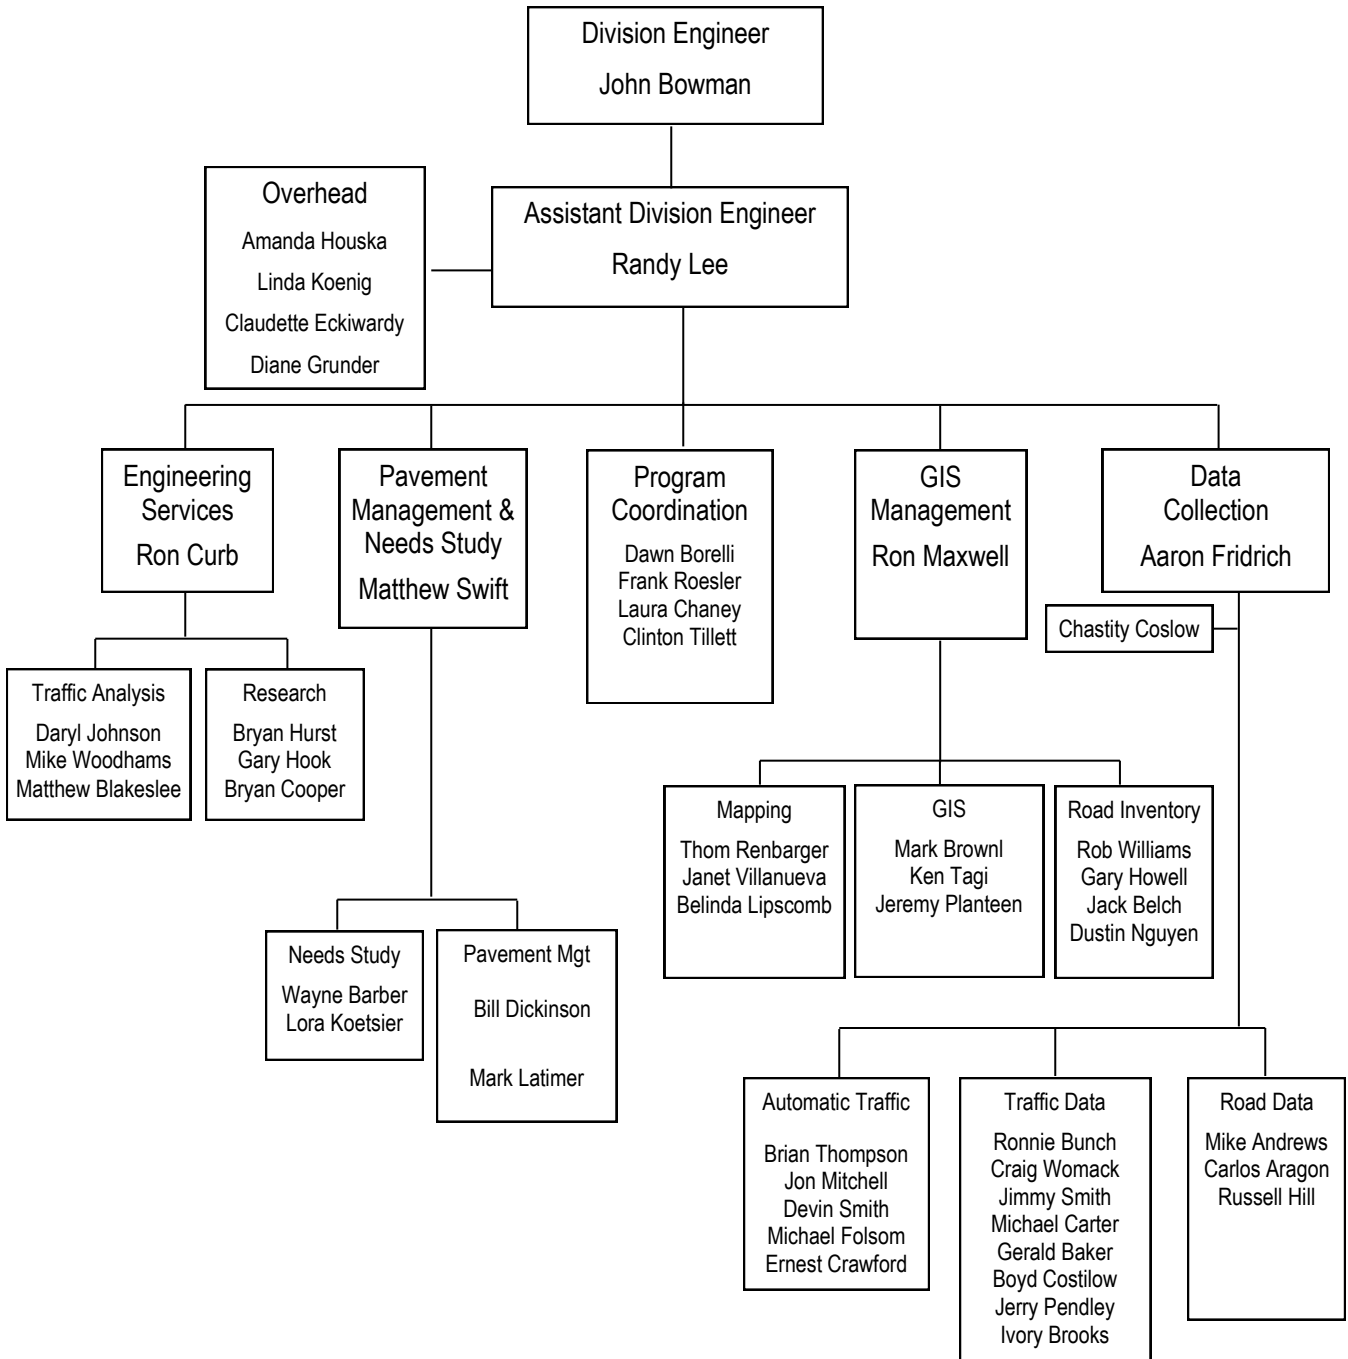 Division Engineer
John Bowman
Overhead
Amanda Houska
Linda Koenig
Claudette Eckiwardy
Diane Grunder
Assistant Division Engineer
Randy Lee
Engineering
Services
Ron Curb
Pavement
Management &
Needs Study
Matthew Swift
Program
Coordination
Dawn Borelli
Frank Roesler
Laura Chaney
Clinton Tillett
GIS
Management
Ron Maxwell
Data
Collection
Aaron Fridrich
Chastity Coslow
Traffic Analysis
Daryl Johnson
Mike Woodhams
Matthew Blakeslee
Research
Bryan Hurst
Gary Hook
Bryan Cooper
Mapping
Thom Renbarger
Janet Villanueva
Belinda Lipscomb
GIS
Mark Brownl
Ken Tagi
Jeremy Planteen
Road Inventory
Rob Williams
Gary Howell
Jack Belch
Dustin Nguyen
Needs Study
Wayne Barber
Lora Koetsier
Pavement Mgt
Bill Dickinson
Mark Latimer
Automatic Traffic
Brian Thompson
Jon Mitchell
Devin Smith
Michael Folsom
Ernest Crawford
Traffic Data
Ronnie Bunch
Craig Womack
Jimmy Smith
Michael Carter
Gerald Baker
Boyd Costilow
Jerry Pendley
Ivory Brooks
Road Data
Mike Andrews
Carlos Aragon
Russell Hill